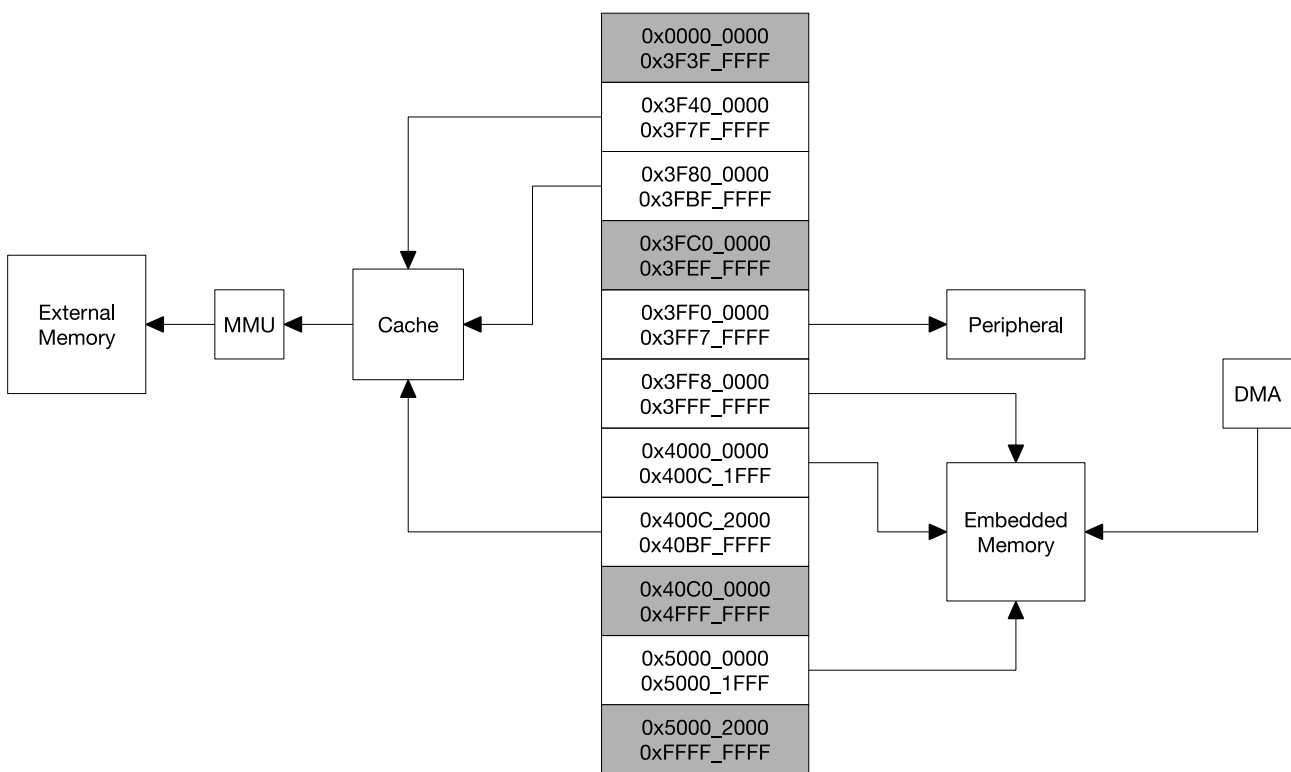 0x0000_0000
0x3F3F_FFFF
0x3F40_0000
0x3F7F_FFFF
0x3F80_0000
0x3FBF_FFFF
0x3FC0_0000
0x3FEF_FFFF
External
Memory
MMU
Cache
0x3FF0_0000
0x3FF7_FFFF
Peripheral
0x3FF8_0000
0x3FFF_FFFF
DMA
0x4000_0000
0x400C_1FFF
0x400C_2000
0x40BF_FFFF
Embedded
Memory
0x40C0_0000
0x4FFF_FFFF
0x5000_0000
0x5000_1FFF
0x5000_2000
0xFFFF_FFFF